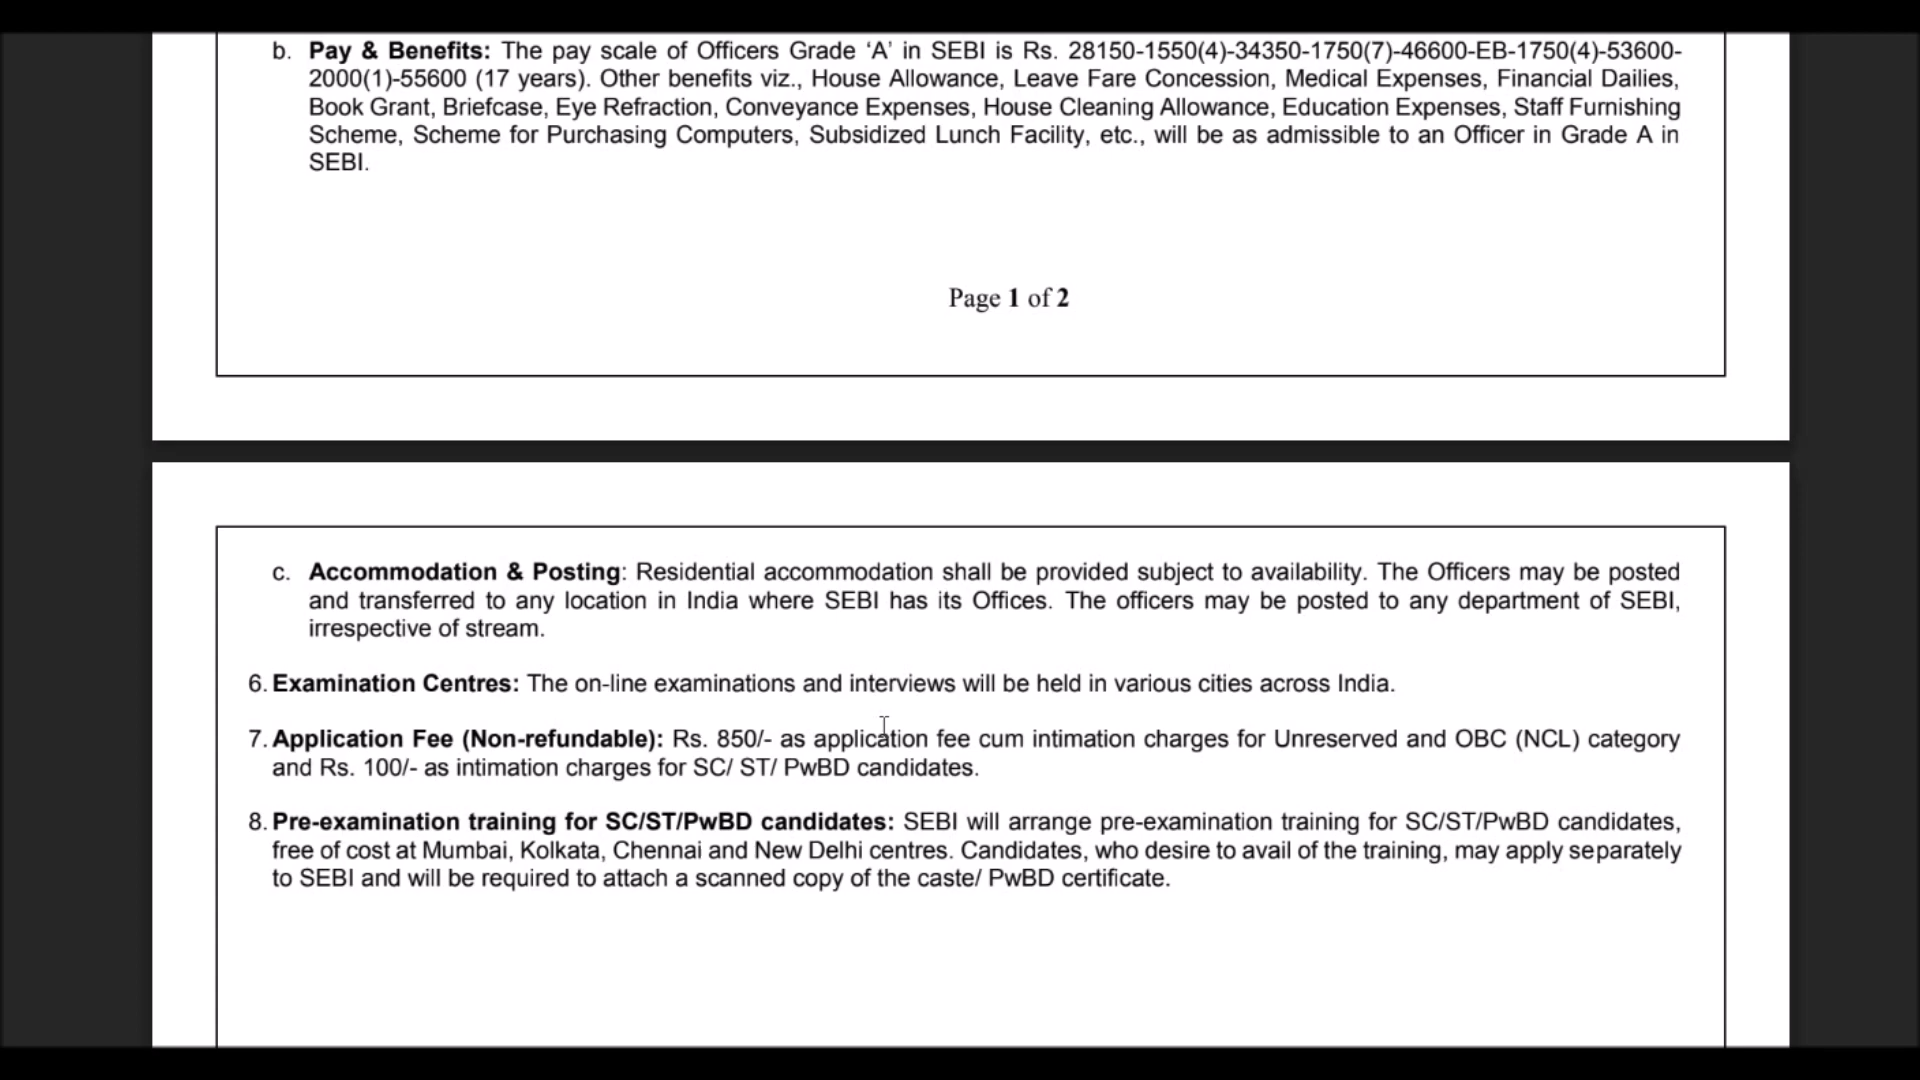 b. Pay & Benefits: The pay scale of Officers Grade ‘A’ in SEBI is Rs. 28150-1550(4)-34350-1750(7)-46600-EB-1750(4)-53600-
2000(1)-55600 (17 years). Other benefits viz., House Allowance, Leave Fare Concession, Medical Expenses, Financial Dailies,
Book Grant, Briefcase, Eye Refraction, Conveyance Expenses, House Cleaning Allowance, Education Expenses, Staff Furnishing
Scheme, Scheme for Purchasing Computers, Subsidized Lunch Facility, etc., will be as admissible to an Officer in Grade A in
SEBI.
Page 1 of 2
c. Accommodation & Posting: Residential accommodation shall be provided subject to availability. The Officers may be posted
and transferred to any location in India where SEBI has its Offices. The officers may be posted to any department of SEBI,
irrespective of stream.
6. Examination Centres: The on-line examinations and interviews will be held in various cities across India.
7. Application Fee (Non-refundable): Rs. 850/- as application fee cum intimation charges for Unreserved and OBC (NCL) category
and Rs. 100/- as intimation charges for SC/ ST/ PwBD candidates.
8. Pre-examination training for SC/ST/PwBD candidates: SEBI will arrange pre-examination training for SC/ST/PwBD candidates,
free of cost at Mumbai, Kolkata, Chennai and New Delhi centres. Candidates, who desire to avail of the training, may apply separately
to SEBI and will be required to attach a scanned copy of the caste/ PwBD certificate.